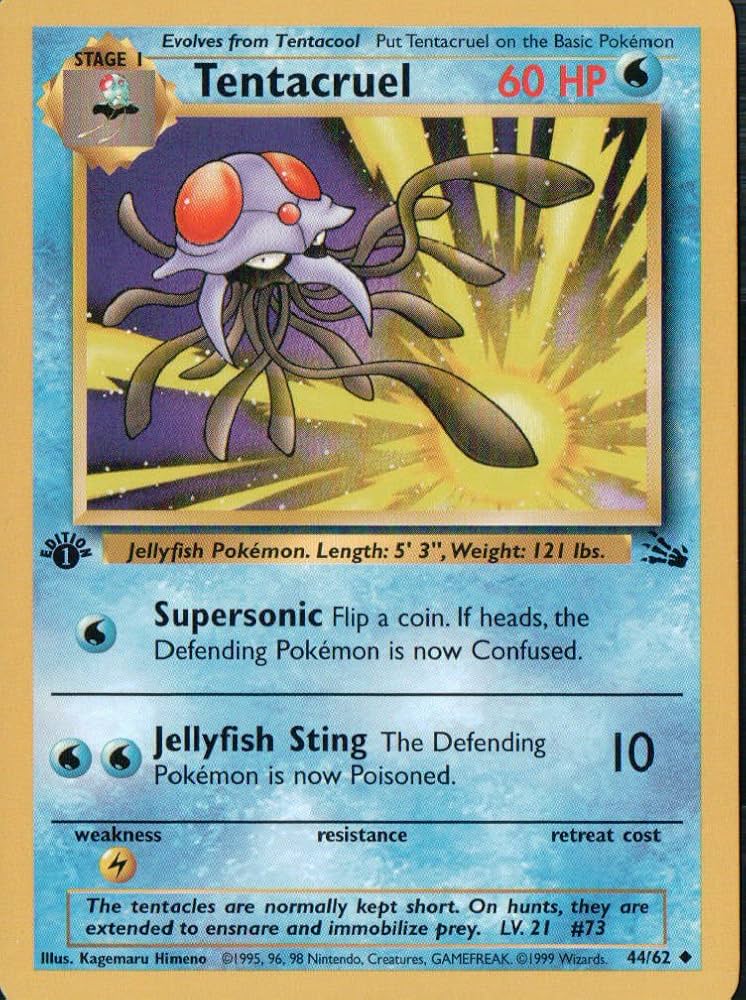 Evolves from Tentacool Put Tentacruel on the Basic Pokémon
STAGE 1
Tentacruel 60 HP
EDITION 1
Jellyfish Pokémon. Length: 5' 3", Weight: 121 lbs.
Supersonic Flip a coin. If heads, the
Defending Pokémon is now Confused.
Jellyfish Sting The Defending 10
Pokémon is now Poisoned.
weakness resistance retreat cost
The tentacles are normally kept short. On hunts, they are
extended to ensnare and immobilize prey. LV. 21 #73
Illus. Kagemaru Himeno ©1995, 96, 98 Nintendo, Creatures, GAMEFREAK. ©1999 Wizards. 44/62